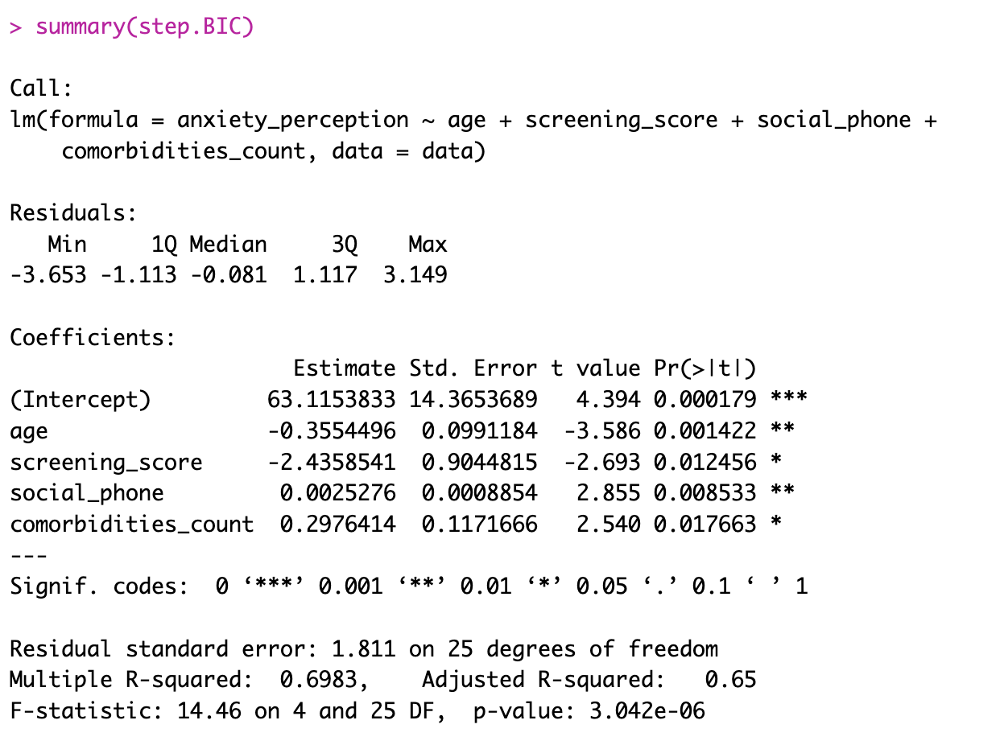 > summary(step.BIC)
Call:
lm(formula = anxiety_perception ~ age + screening_score + social_phone +
    comorbidities_count, data = data)
Residuals:
   Min     1Q Median     3Q    Max
-3.653 -1.113 -0.081  1.117  3.149
Coefficients:
                      Estimate Std. Error t value Pr(>|t|)
(Intercept)         63.1153833 14.3653689   4.394 0.000179 ***
age                 -0.3554496  0.0991184  -3.586 0.001422 **
screening_score     -2.4358541  0.9044815  -2.693 0.012456 *
social_phone         0.0025276  0.0008854   2.855 0.008533 **
comorbidities_count  0.2976414  0.1171666   2.540 0.017663 *
---
Signif. codes:  0 ‘***’ 0.001 ‘**’ 0.01 ‘*’ 0.05 ‘.’ 0.1 ‘ ’ 1
Residual standard error: 1.811 on 25 degrees of freedom
Multiple R-squared:  0.6983,    Adjusted R-squared:   0.65
F-statistic: 14.46 on 4 and 25 DF,  p-value: 3.042e-06